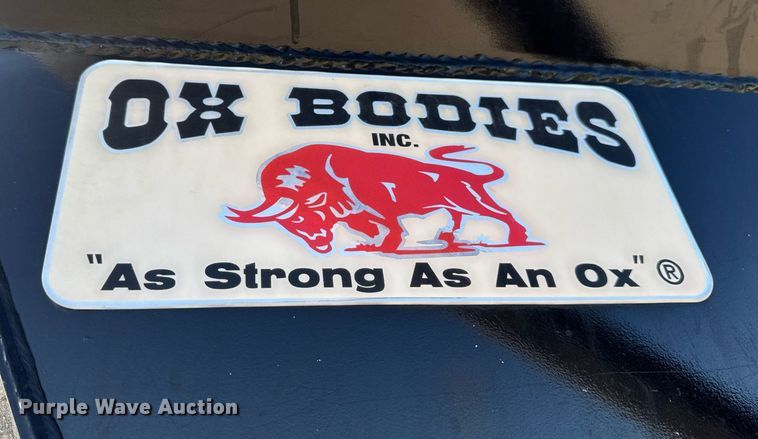 OX BODIES
INC.
"As Strong As An Ox" ®
Purple Wave Auction